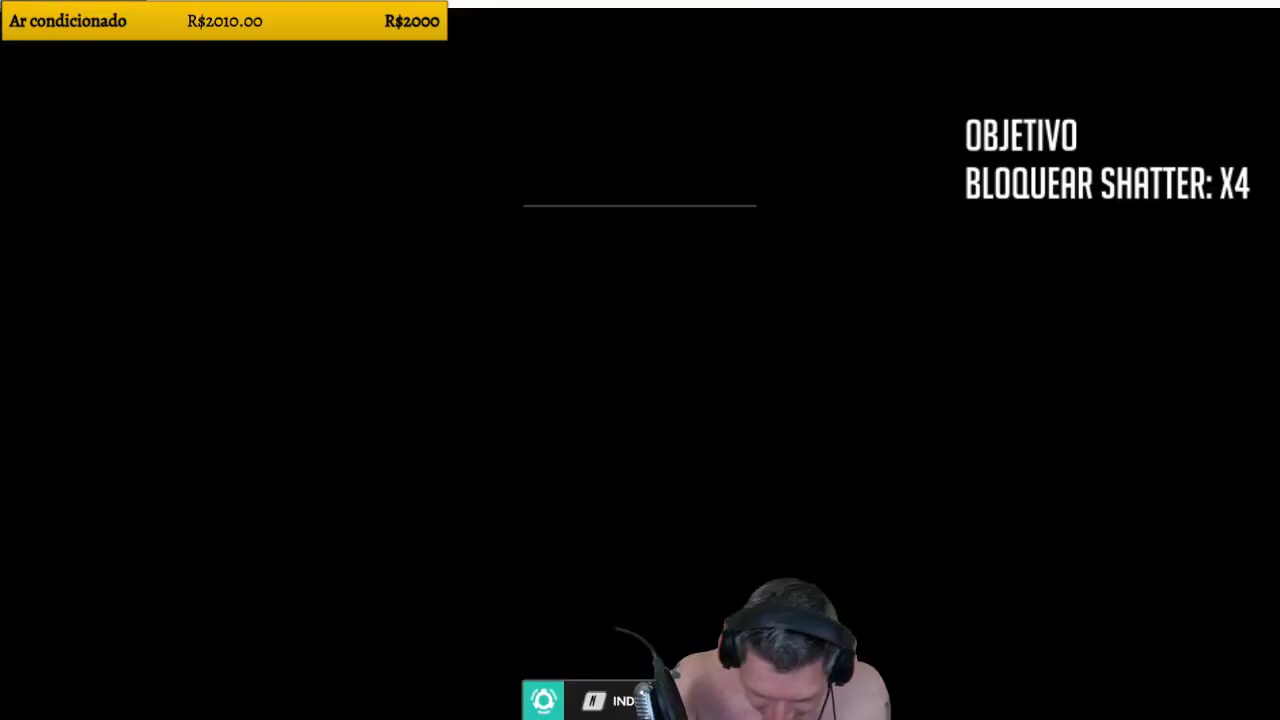 Ar condicionado R$2010.00 R$2000
OBJETIVO
BLOQUEAR SHATTER: X4
N IND